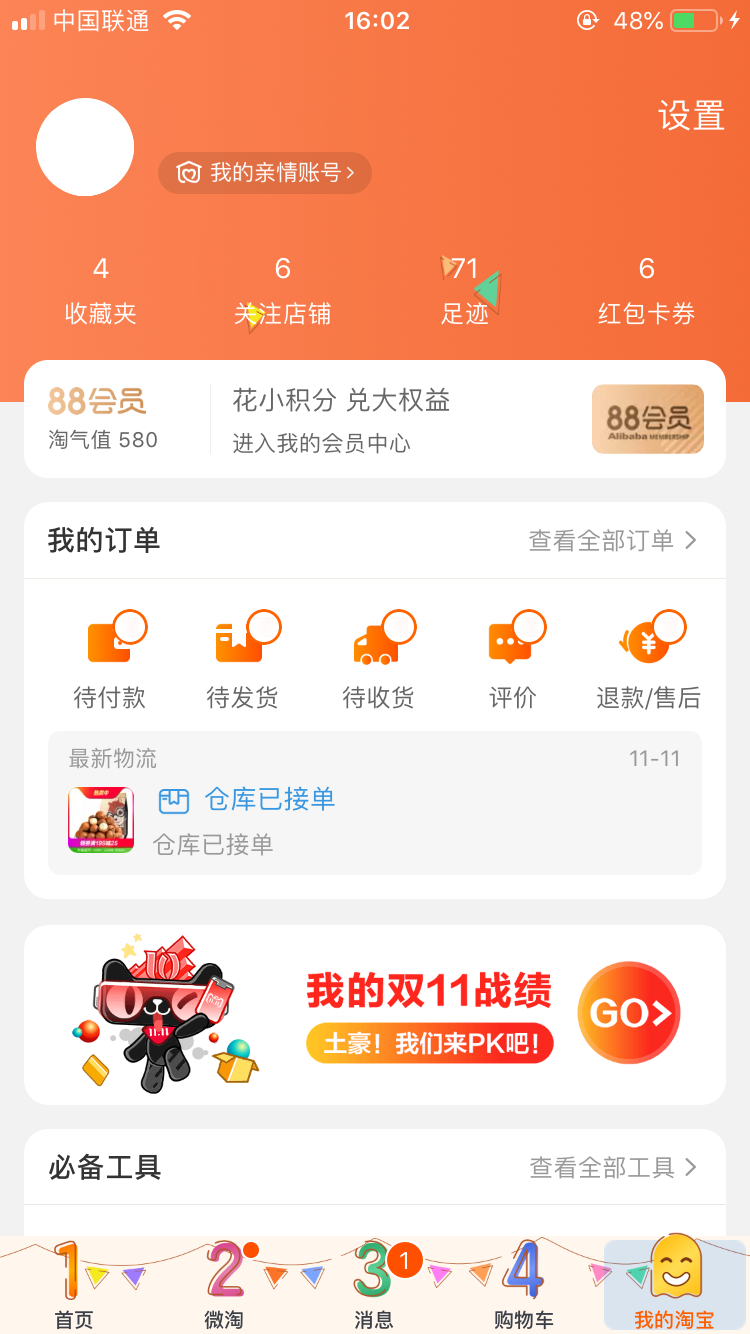 中国联通 16:02 48%
设置
我的亲情账号
4 6 71 6
收藏夹 关注店铺 足迹 红包卡券
88会员 花小积分 兑大权益
淘气值 580 进入我的会员中心
88会员
Alibaba MEMBERSHIP
我的订单 查看全部订单
待付款 待发货 待收货 评价 退款/售后
最新物流 11-11
仓库已接单
仓库已接单
11.11
我的双11战绩
土豪！我们来PK吧！
GO
必备工具 查看全部工具
1 2 3 1 4
首页 微淘 消息 购物车 我的淘宝